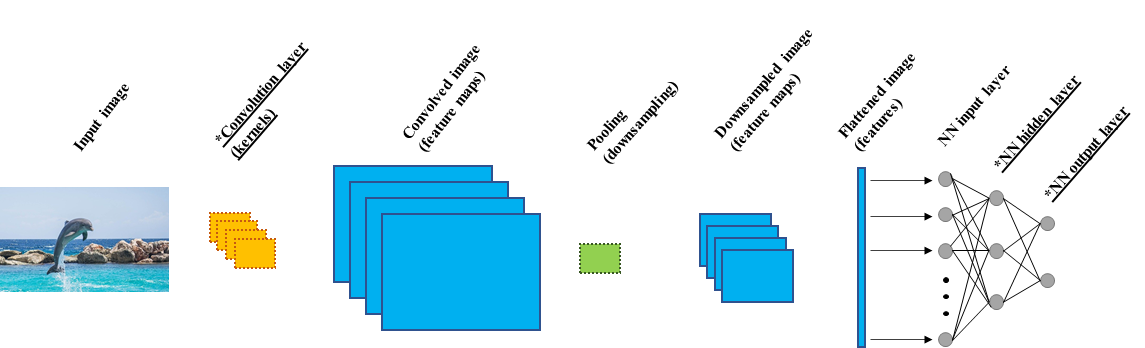 Input image
*Convolution layer
(kernels)
Convolved image
(feature maps)
Pooling
(downsampling)
Downsampled image
(feature maps)
Flattened image
(features)
NN input layer
*NN hidden layer
*NN output layer